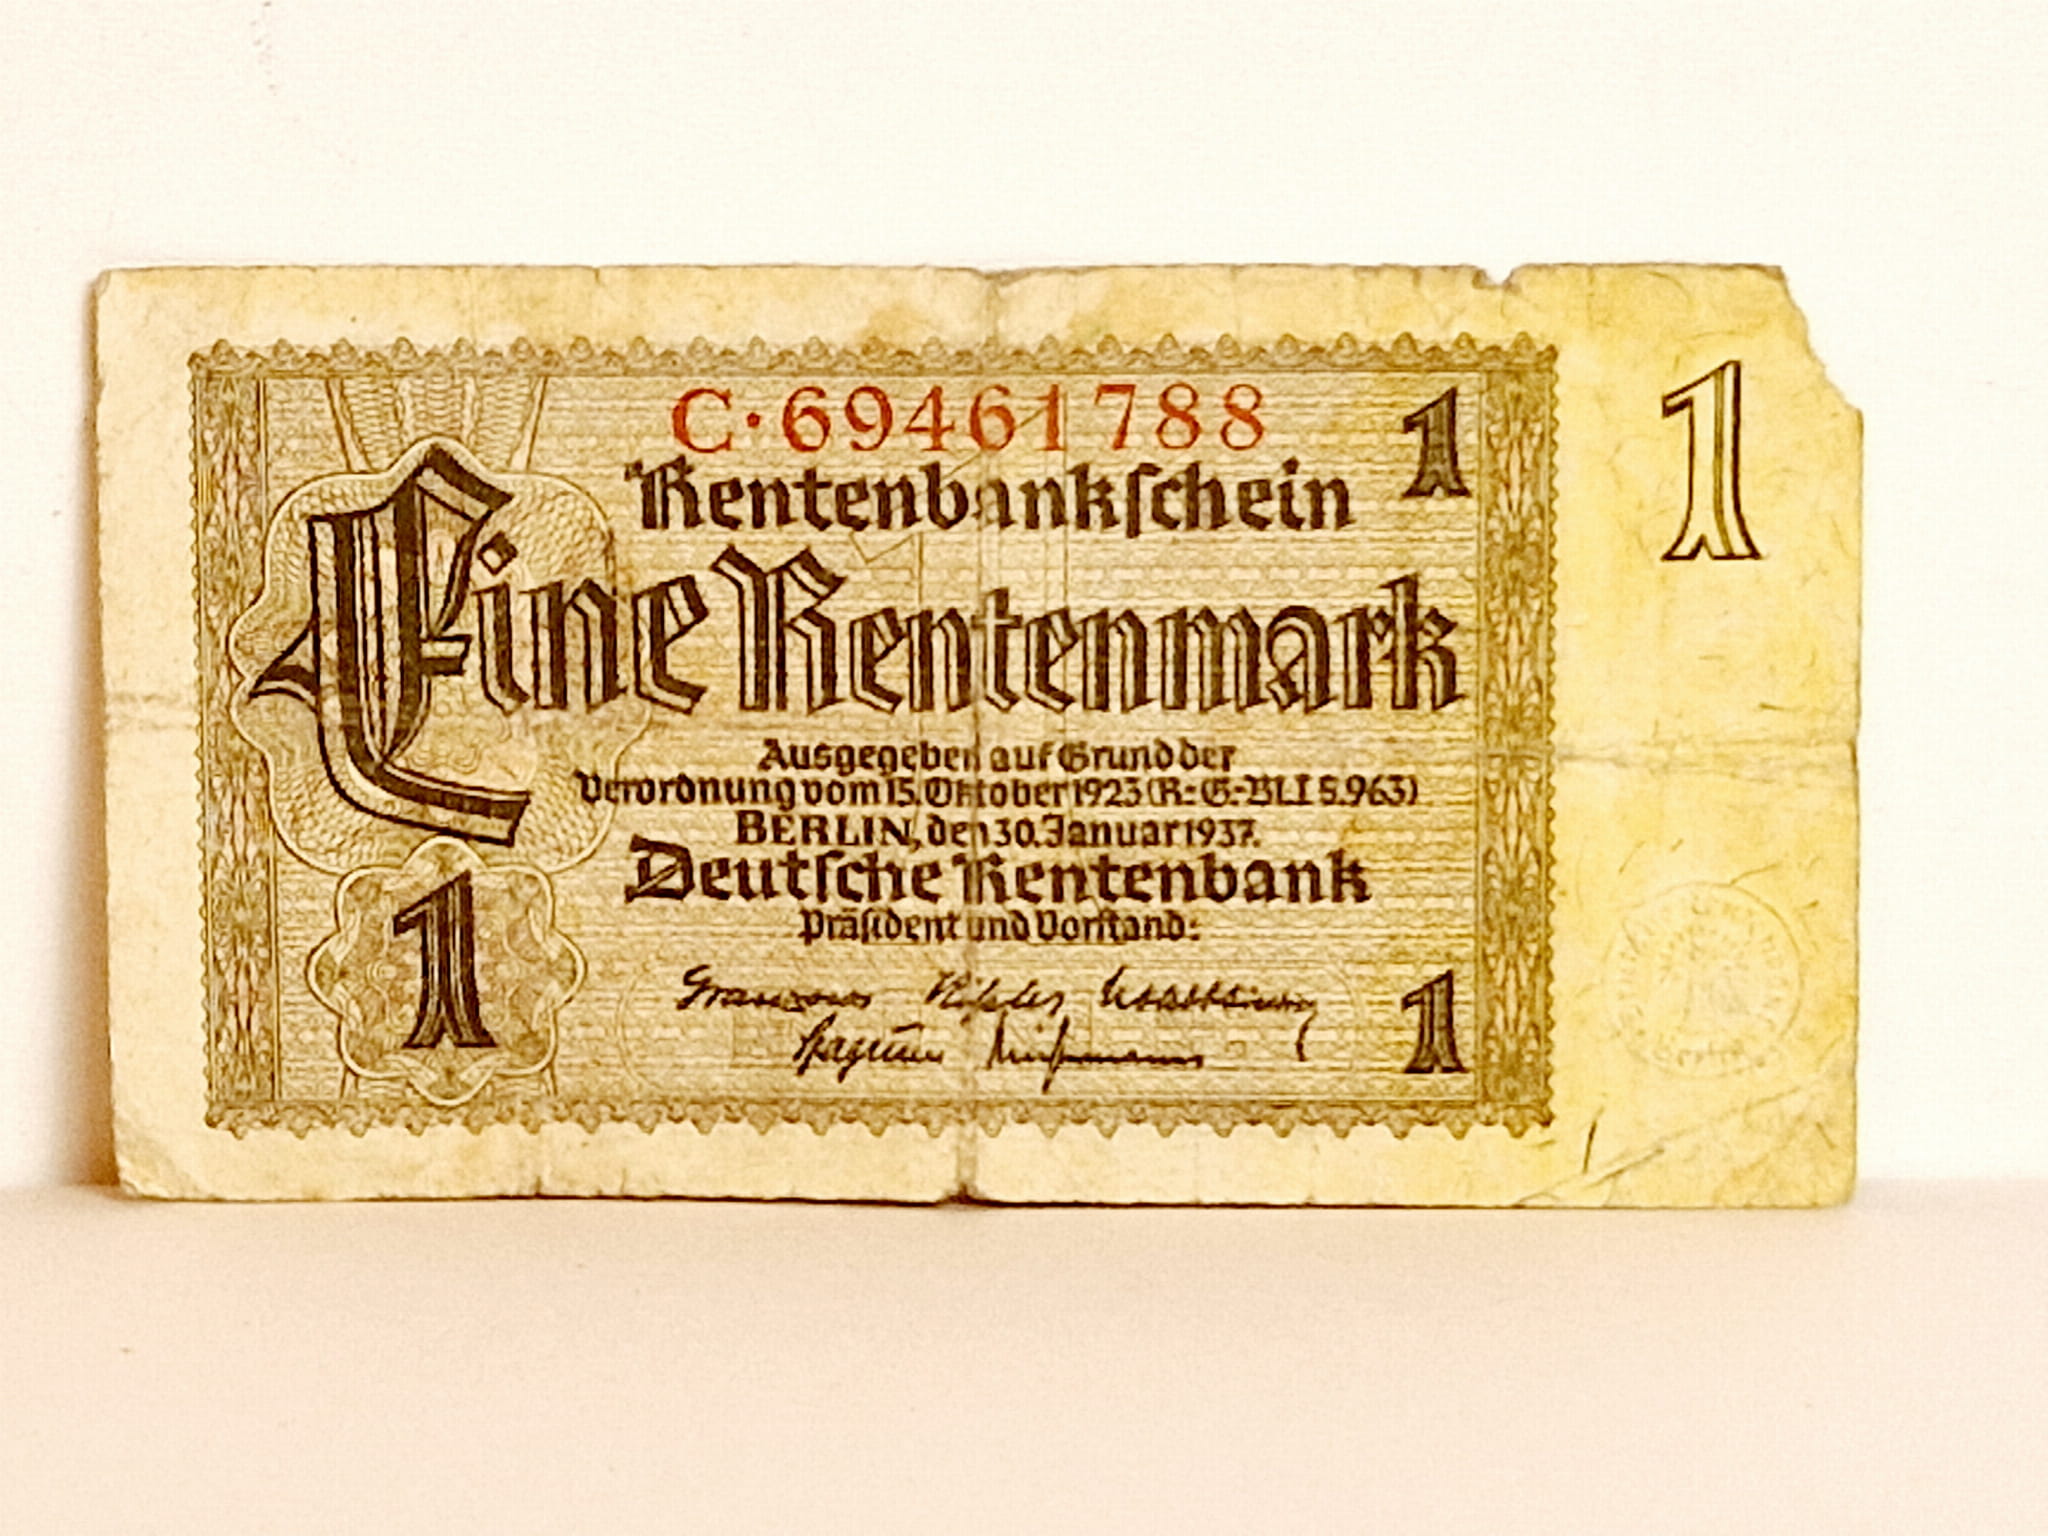 C·69461788
1
1
Rentenbankſchein
Eine Rentenmark
Ausgegeben auf Grund der
Verordnung vom 15. Oktober 1923 (R.-G.-Bl. I S. 963)
BERLIN, den 30. Januar 1937.
Deutſche Rentenbank
Präſident und Vorſtand:
1
1